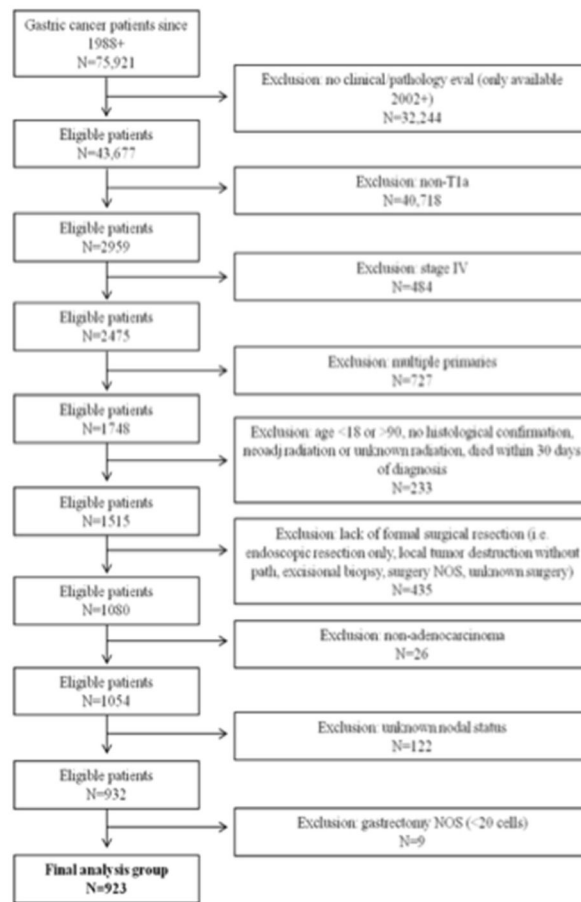 Gastric cancer patients since
1988+
N=75,921
Exclusion: no clinical/pathology eval (only available
2002+)
N=32,244
Eligible patients
N=43,677
Exclusion: non-T1a
N=40,718
Eligible patients
N=2959
Exclusion: stage IV
N=484
Eligible patients
N=2475
Exclusion: multiple primaries
N=727
Eligible patients
N=1748
Exclusion: age <18 or >90, no histological confirmation,
neoadj radiation or unknown radiation, died within 30 days
of diagnosis
N=233
Eligible patients
N=1515
Exclusion: lack of formal surgical resection (i.e.
endoscopic resection only, local tumor destruction without
path, excisional biopsy, surgery NOS, unknown surgery)
N=435
Eligible patients
N=1080
Exclusion: non-adenocarcinoma
N=26
Eligible patients
N=1054
Exclusion: unknown nodal status
N=122
Eligible patients
N=932
Exclusion: gastrectomy NOS (<20 cells)
N=9
Final analysis group
N=923